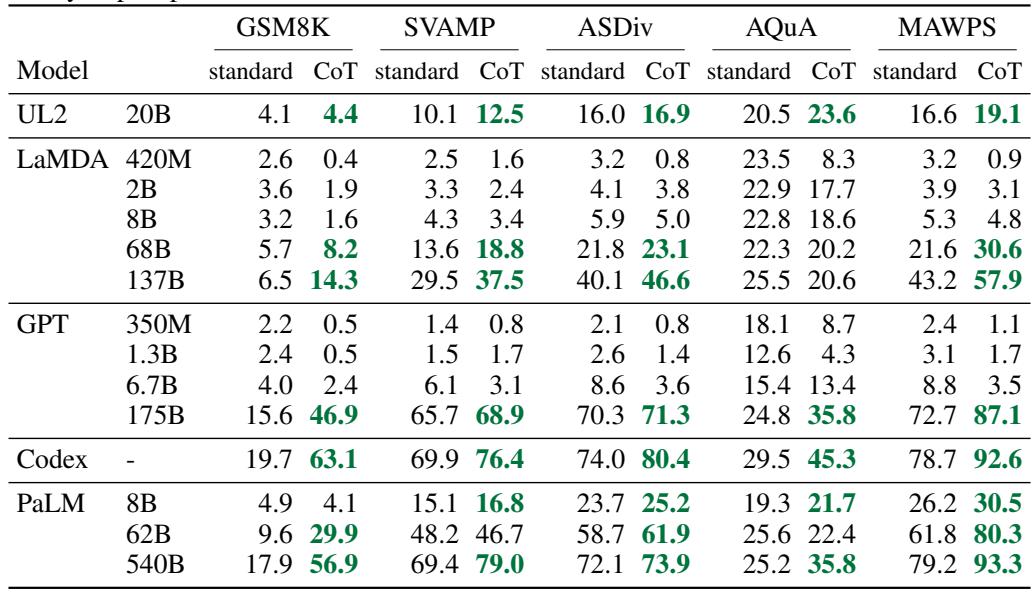 GSM8K SVAMP ASDiv AQuA MAWPS
Model standard CoT standard CoT standard CoT standard CoT standard CoT
UL2 20B 4.1 4.4 10.1 12.5 16.0 16.9 20.5 23.6 16.6 19.1
LaMDA 420M 2.6 0.4 2.5 1.6 3.2 0.8 23.5 8.3 3.2 0.9
2B 3.6 1.9 3.3 2.4 4.1 3.8 22.9 17.7 3.9 3.1
8B 3.2 1.6 4.3 3.4 5.9 5.0 22.8 18.6 5.3 4.8
68B 5.7 8.2 13.6 18.8 21.8 23.1 22.3 20.2 21.6 30.6
137B 6.5 14.3 29.5 37.5 40.1 46.6 25.5 20.6 43.2 57.9
GPT 350M 2.2 0.5 1.4 0.8 2.1 0.8 18.1 8.7 2.4 1.1
1.3B 2.4 0.5 1.5 1.7 2.6 1.4 12.6 4.3 3.1 1.7
6.7B 4.0 2.4 6.1 3.1 8.6 3.6 15.4 13.4 8.8 3.5
175B 15.6 46.9 65.7 68.9 70.3 71.3 24.8 35.8 72.7 87.1
Codex - 19.7 63.1 69.9 76.4 74.0 80.4 29.5 45.3 78.7 92.6
PaLM 8B 4.9 4.1 15.1 16.8 23.7 25.2 19.3 21.7 26.2 30.5
62B 9.6 29.9 48.2 46.7 58.7 61.9 25.6 22.4 61.8 80.3
540B 17.9 56.9 69.4 79.0 72.1 73.9 25.2 35.8 79.2 93.3